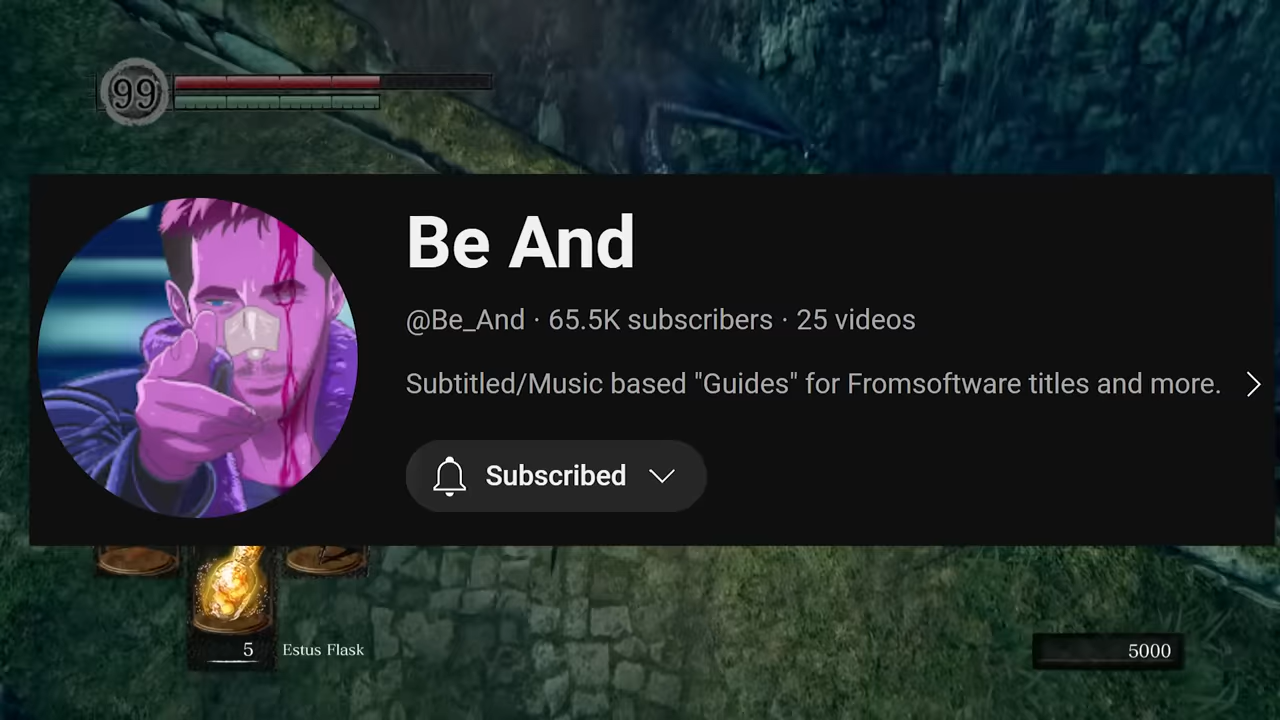 99
Be And
@Be_And · 65.5K subscribers · 25 videos
Subtitled/Music based "Guides" for Fromsoftware titles and more.
Subscribed
5
Estus Flask
5000